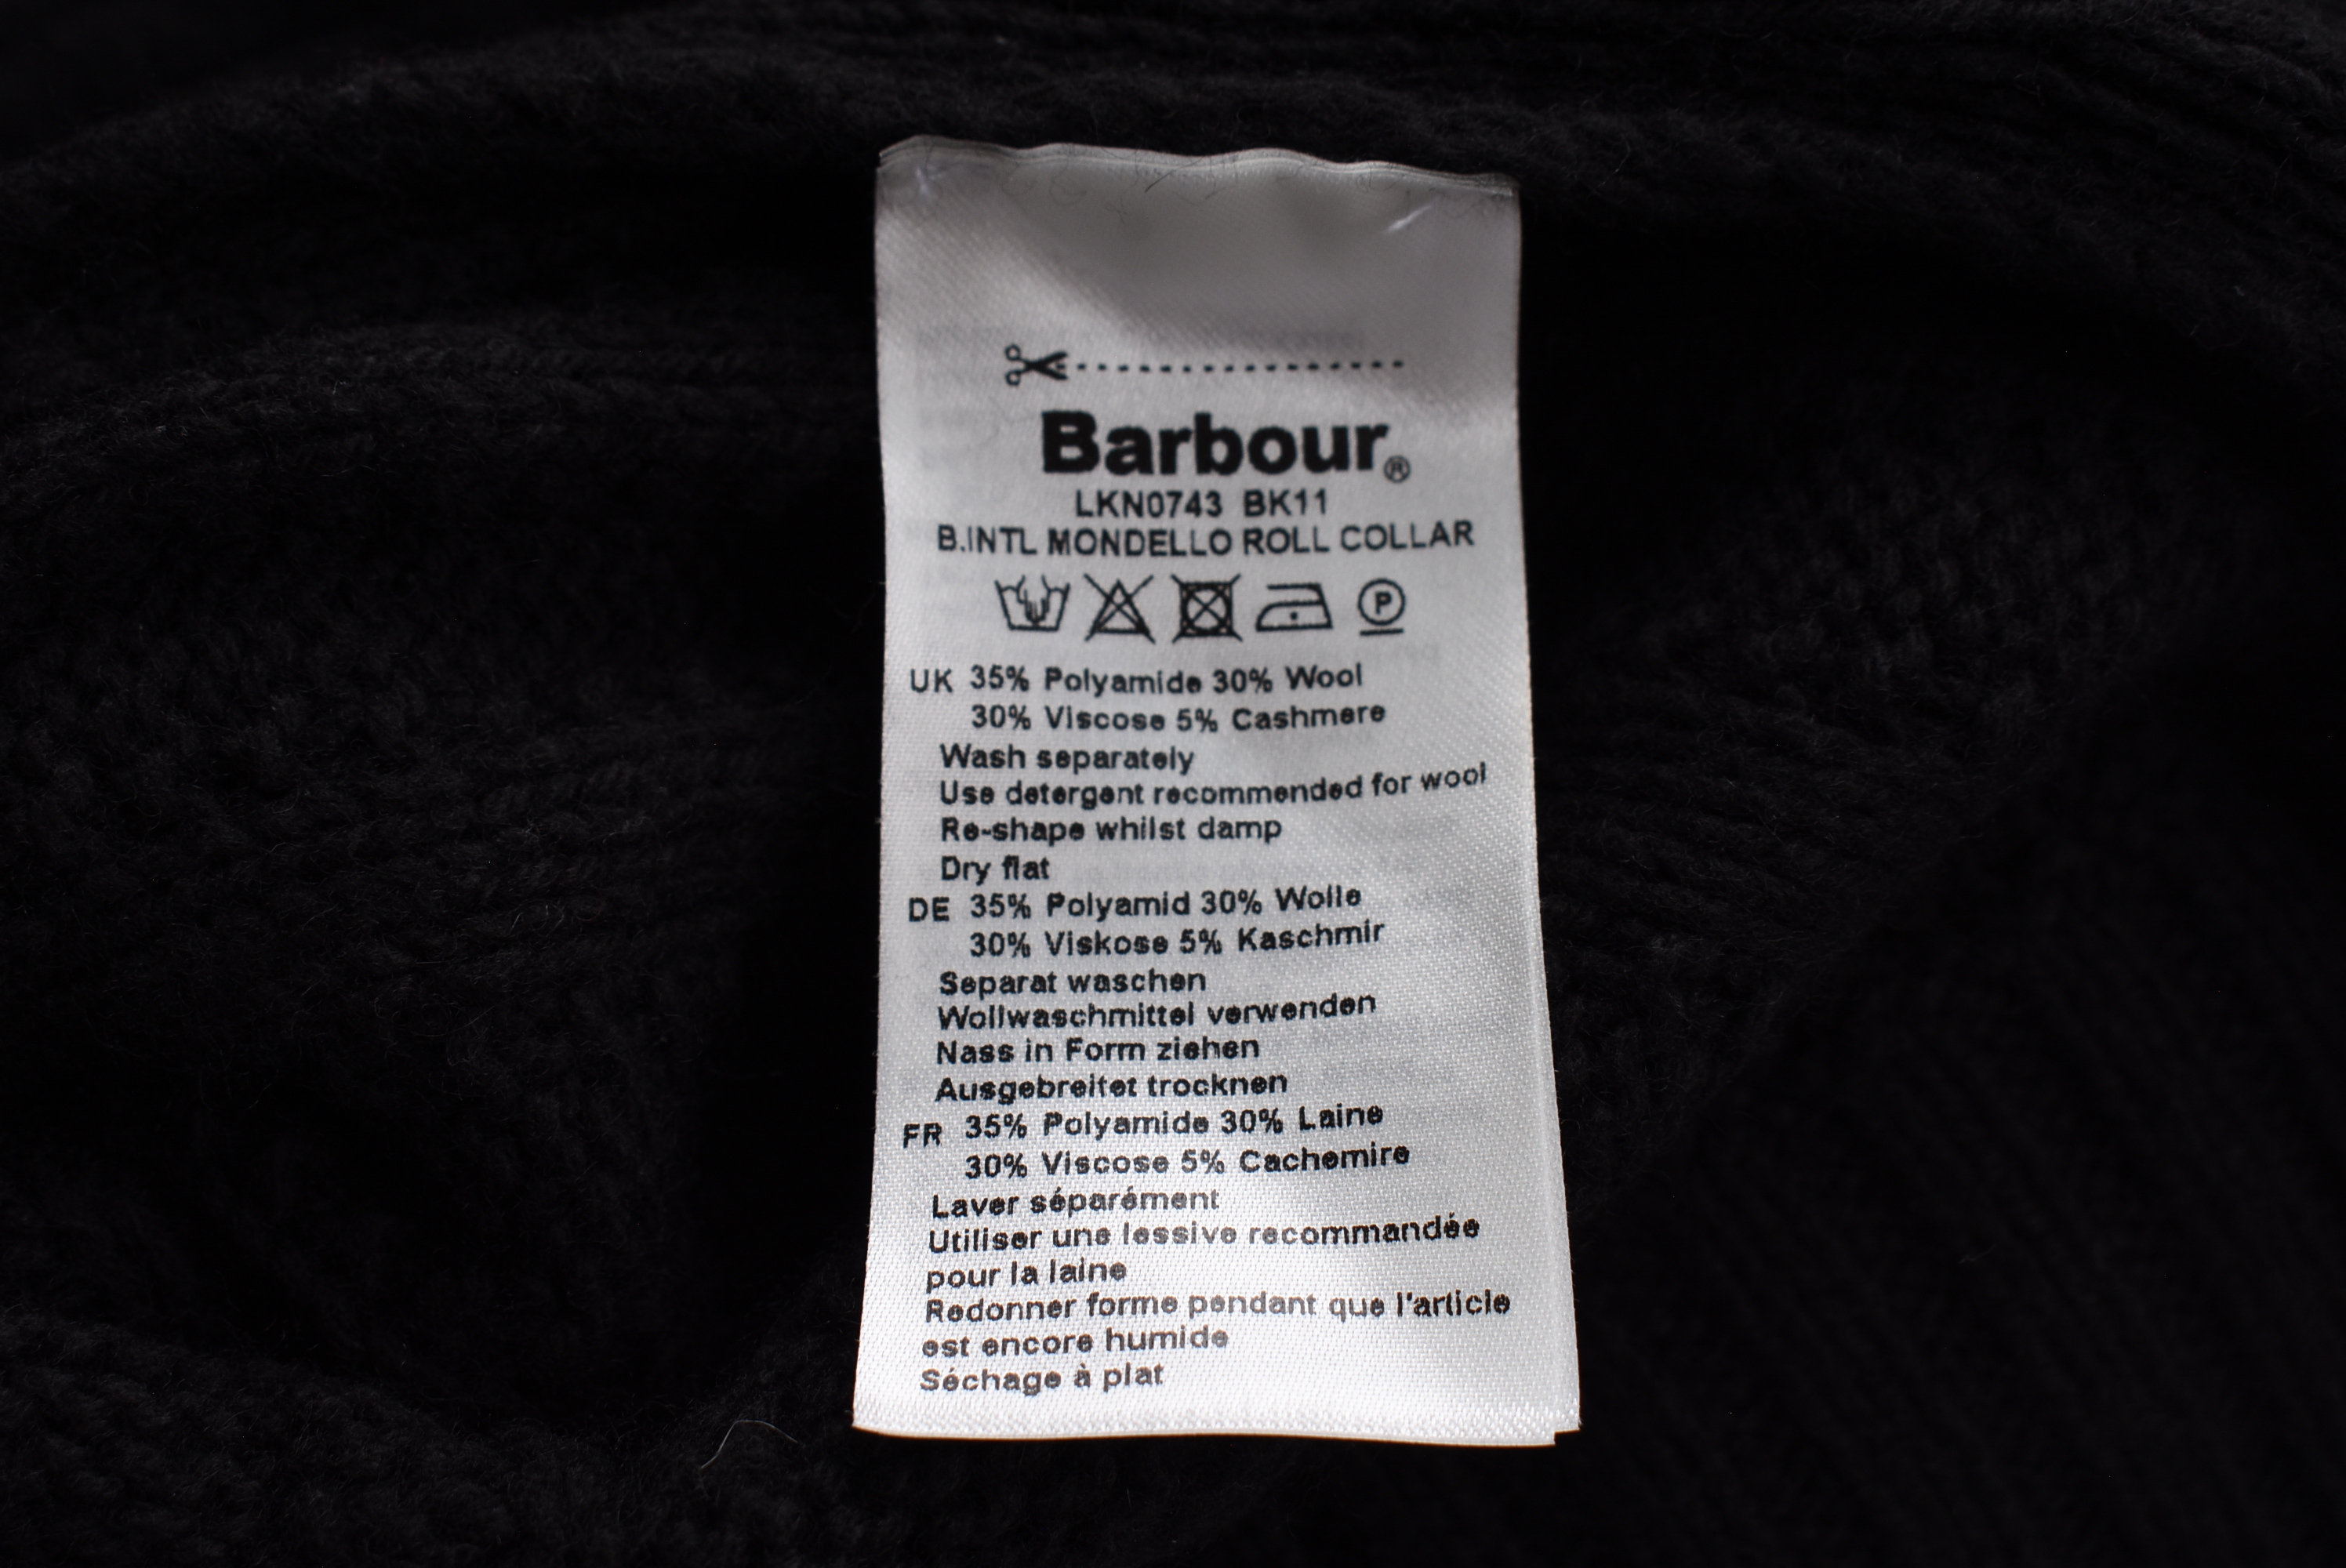 Barbour®
LKN0743 BK11
B.INTL MONDELLO ROLL COLLAR
P
UK 35% Polyamide 30% Wool
30% Viscose 5% Cashmere
Wash separately
Use detergent recommended for wool
Re-shape whilst damp
Dry flat
DE 35% Polyamid 30% Wolle
30% Viskose 5% Kaschmir
Separat waschen
Wollwaschmittel verwenden
Nass in Form ziehen
Ausgebreitet trocknen
FR 35% Polyamide 30% Laine
30% Viscose 5% Cachemire
Laver séparément
Utiliser une lessive recommandée
pour la laine
Redonner forme pendant que l'article
est encore humide
Séchage à plat